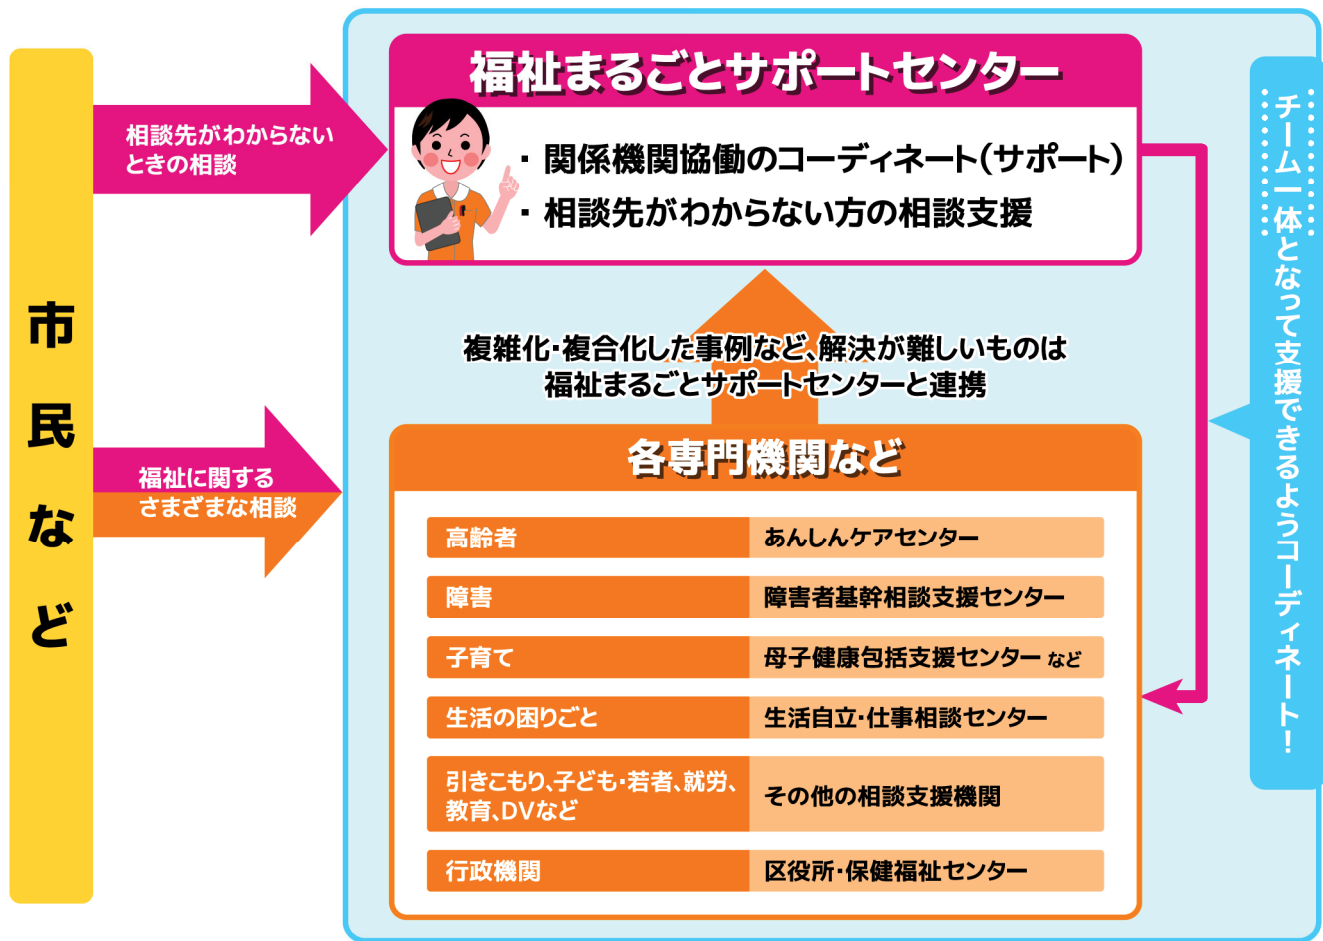 市民など
相談先がわからない
ときの相談
福祉に関する
さまざまな相談
福祉まるごとサポートセンター
・関係機関協働のコーディネート(サポート)
・相談先がわからない方の相談支援
複雑化・複合化した事例など、解決が難しいものは
福祉まるごとサポートセンターと連携
各専門機関など
高齢者 あんしんケアセンター
障害 障害者基幹相談支援センター
子育て 母子健康包括支援センター など
生活の困りごと 生活自立・仕事相談センター
引きこもり、子ども・若者、就労、
教育、DVなど その他の相談支援機関
行政機関 区役所・保健福祉センター
チーム一体となって支援できるようコーディネート!